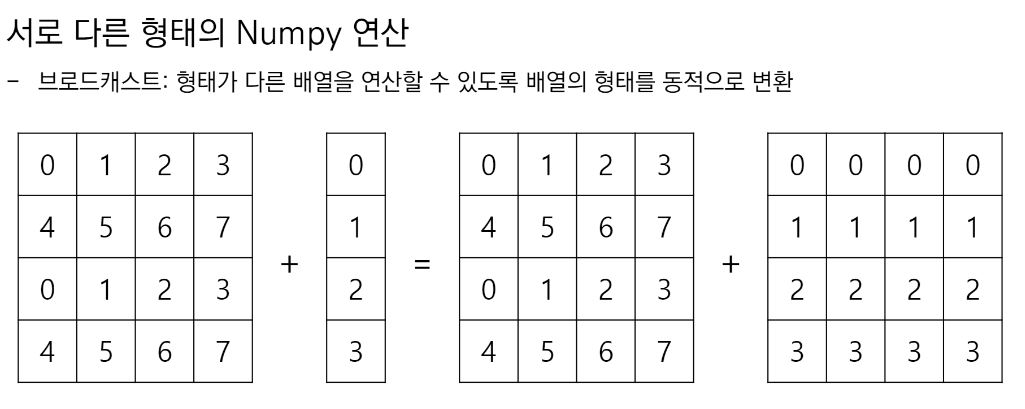 서로 다른 형태의 Numpy 연산
- 브로드캐스트: 형태가 다른 배열을 연산할 수 있도록 배열의 형태를 동적으로 변환
0 1 2 3 0 0 1 2 3 0 0 0 0
4 5 6 7 1 4 5 6 7 1 1 1 1
+ = +
0 1 2 3 2 0 1 2 3 2 2 2 2
4 5 6 7 3 4 5 6 7 3 3 3 3